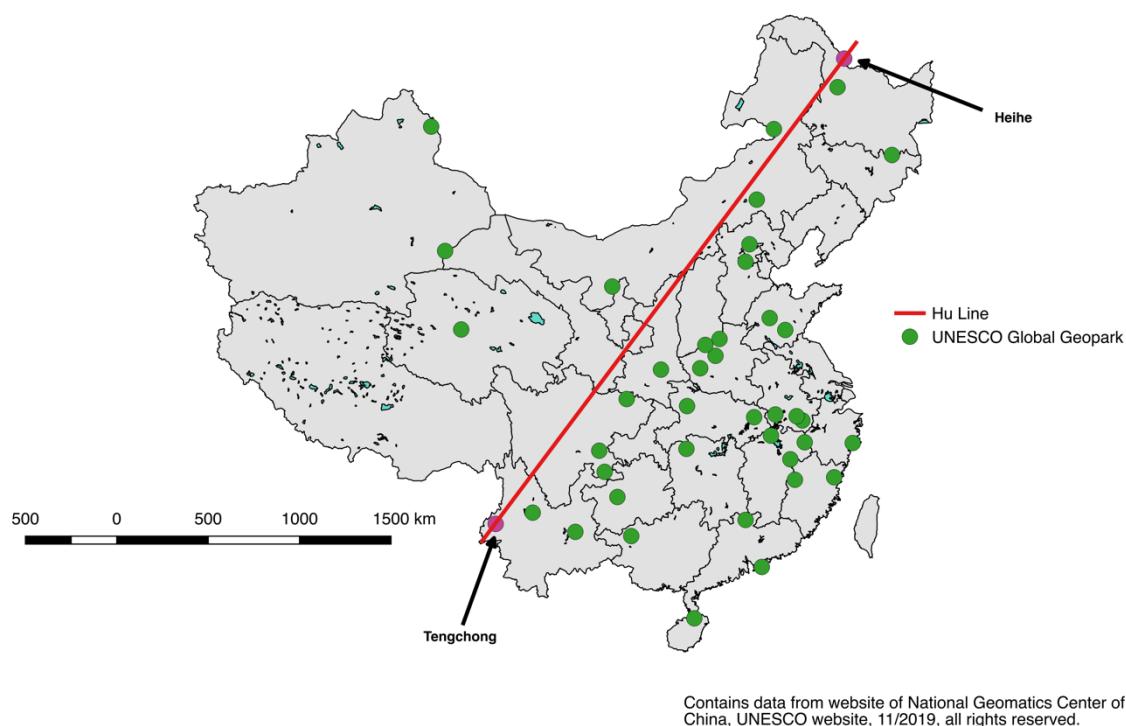 Heihe
Hu Line
UNESCO Global Geopark
500 0 500 1000 1500 km
Tengchong
Contains data from website of National Geomatics Center of
China, UNESCO website, 11/2019, all rights reserved.